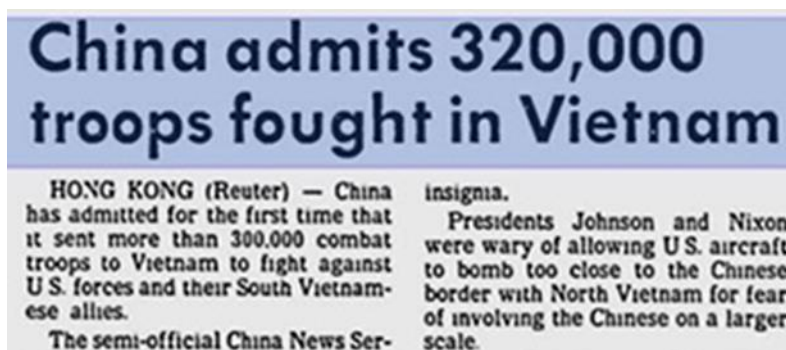 China admits 320,000
troops fought in Vietnam
HONG KONG (Reuter) — China
has admitted for the first time that
it sent more than 300,000 combat
troops to Vietnam to fight against
U S. forces and their South Vietnam-
ese allies.
The semi-official China News Ser-
insignia.
Presidents Johnson and Nixon
were wary of allowing U S. aircraft
to bomb too close to the Chinese
border with North Vietnam for fear
of involving the Chinese on a larger
scale.